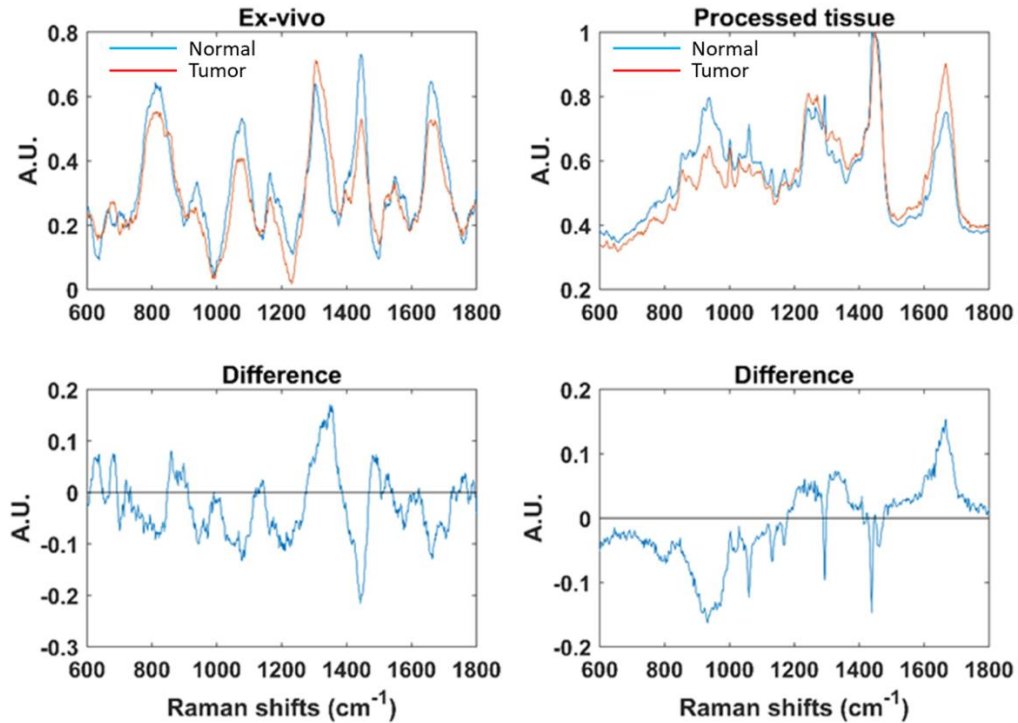 Ex-vivo
0.8
0.6
0.4
0.2
0
A.U.
Normal
Tumor
600 800 1000 1200 1400 1600 1800
Processed tissue
1
0.8
0.6
0.4
0.2
A.U.
Normal
Tumor
600 800 1000 1200 1400 1600 1800
Difference
0.2
0.1
0
-0.1
-0.2
-0.3
A.U.
600 800 1000 1200 1400 1600 1800
Raman shifts (cm⁻¹)
Difference
0.2
0.1
0
-0.1
-0.2
A.U.
600 800 1000 1200 1400 1600 1800
Raman shifts (cm⁻¹)